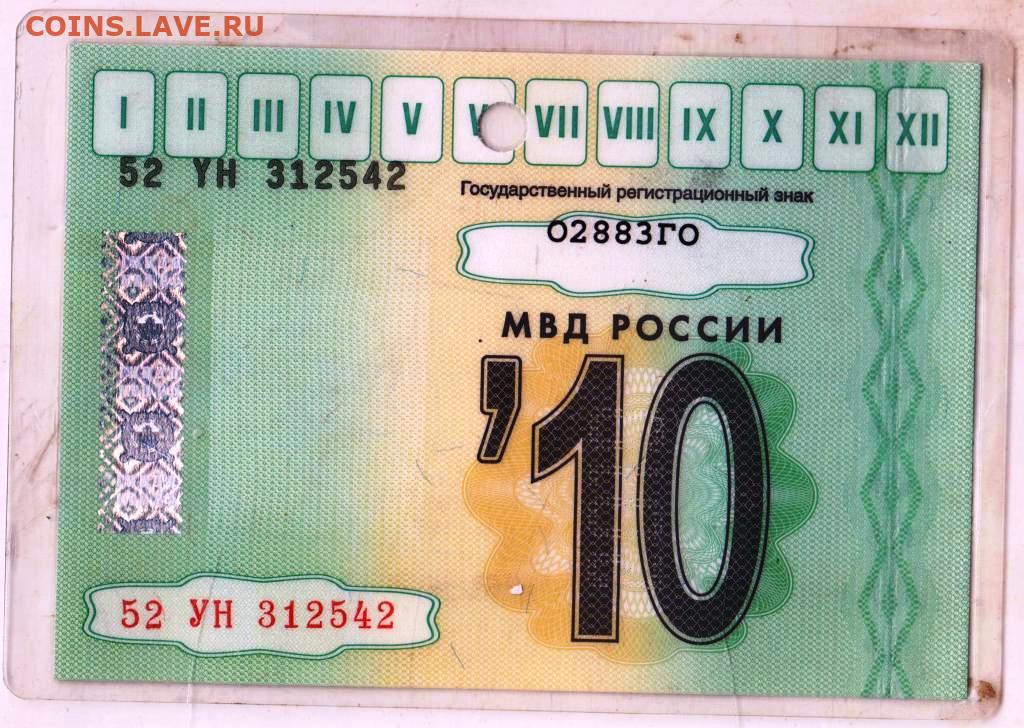 COINS.LAVE.RU
I II III IV V VII VIII IX X XI XII
52 УН 312542
Государственный регистрационный знак
О2883ГО
МВД РОССИИ
'10
52 УН 312542